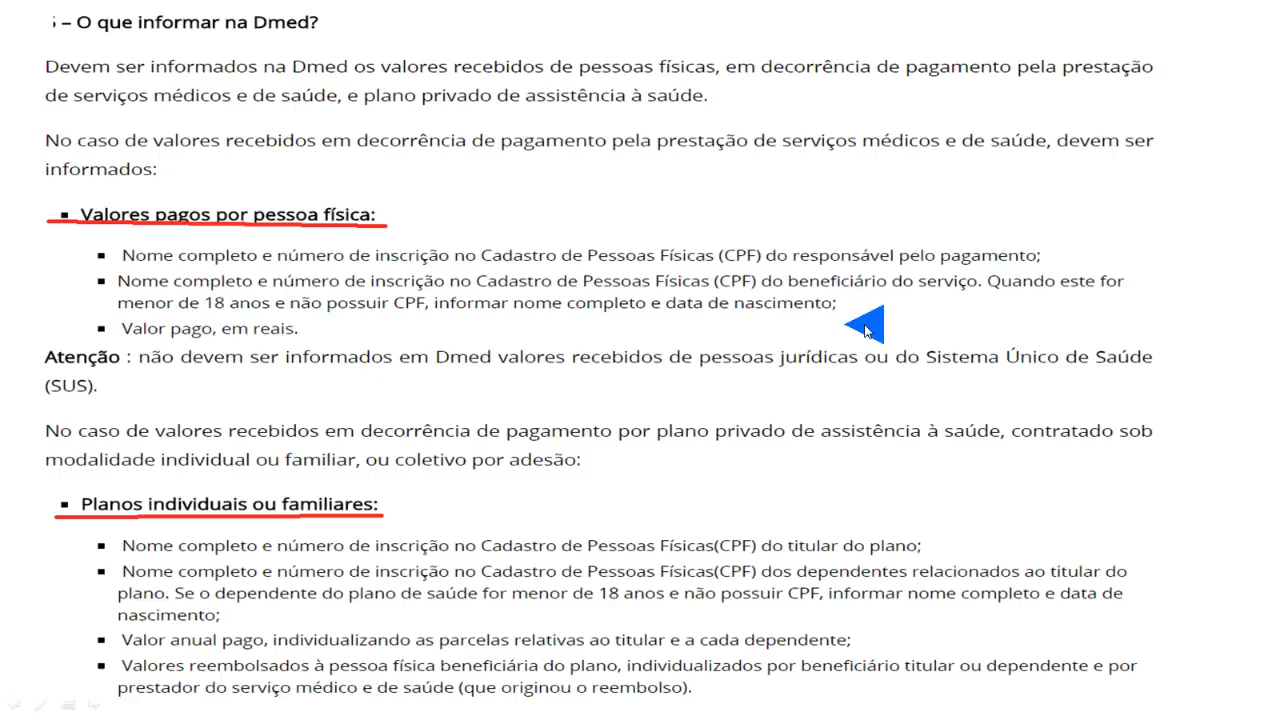 – O que informar na Dmed?
Devem ser informados na Dmed os valores recebidos de pessoas físicas, em decorrência de pagamento pela prestação
de serviços médicos e de saúde, e plano privado de assistência à saúde.
No caso de valores recebidos em decorrência de pagamento pela prestação de serviços médicos e de saúde, devem ser
informados:
▪ Valores pagos por pessoa física:
▪ Nome completo e número de inscrição no Cadastro de Pessoas Físicas (CPF) do responsável pelo pagamento;
▪ Nome completo e número de inscrição no Cadastro de Pessoas Físicas (CPF) do beneficiário do serviço. Quando este for
menor de 18 anos e não possuir CPF, informar nome completo e data de nascimento;
▪ Valor pago, em reais.
Atenção : não devem ser informados em Dmed valores recebidos de pessoas jurídicas ou do Sistema Único de Saúde
(SUS).
No caso de valores recebidos em decorrência de pagamento por plano privado de assistência à saúde, contratado sob
modalidade individual ou familiar, ou coletivo por adesão:
▪ Planos individuais ou familiares:
▪ Nome completo e número de inscrição no Cadastro de Pessoas Físicas(CPF) do titular do plano;
▪ Nome completo e número de inscrição no Cadastro de Pessoas Físicas(CPF) dos dependentes relacionados ao titular do
plano. Se o dependente do plano de saúde for menor de 18 anos e não possuir CPF, informar nome completo e data de
nascimento;
▪ Valor anual pago, individualizando as parcelas relativas ao titular e a cada dependente;
▪ Valores reembolsados à pessoa física beneficiária do plano, individualizados por beneficiário titular ou dependente e por
prestador do serviço médico e de saúde (que originou o reembolso).